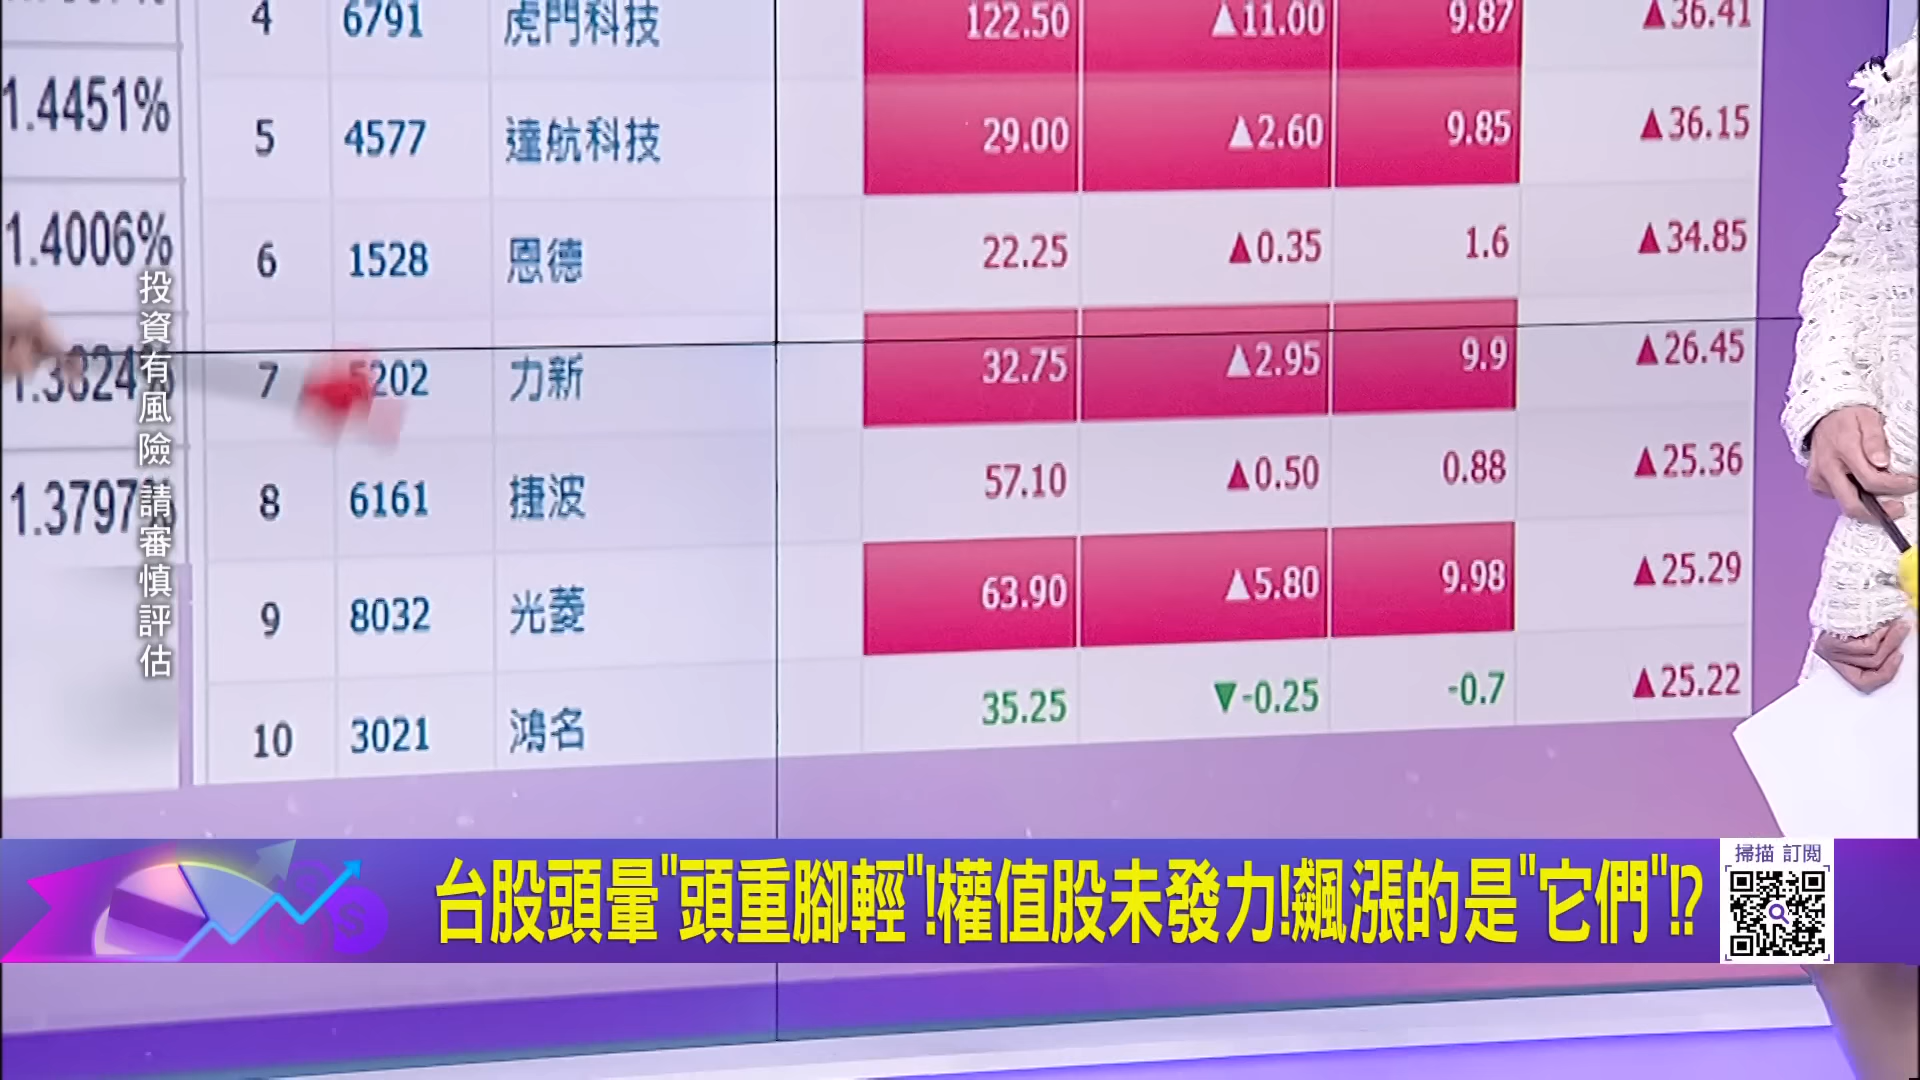 4 6791 虎門科技 122.50 ▲11.00 9.87 ▲36.41
1.4451%
5 4577 達航科技 29.00 ▲2.60 9.85 ▲36.15
1.4006%
6 1528 恩德 22.25 ▲0.35 1.6 ▲34.85
7 5202 力新 32.75 ▲2.95 9.9 ▲26.45
1.3797%
8 6161 捷波 57.10 ▲0.50 0.88 ▲25.36
9 8032 光菱 63.90 ▲5.80 9.98 ▲25.29
10 3021 鴻名 35.25 ▼-0.25 -0.7 ▲25.22
投資有風險 請審慎評估
台股頭暈"頭重腳輕"!權值股未發力!飆漲的是"它們"!?
掃描 訂閱